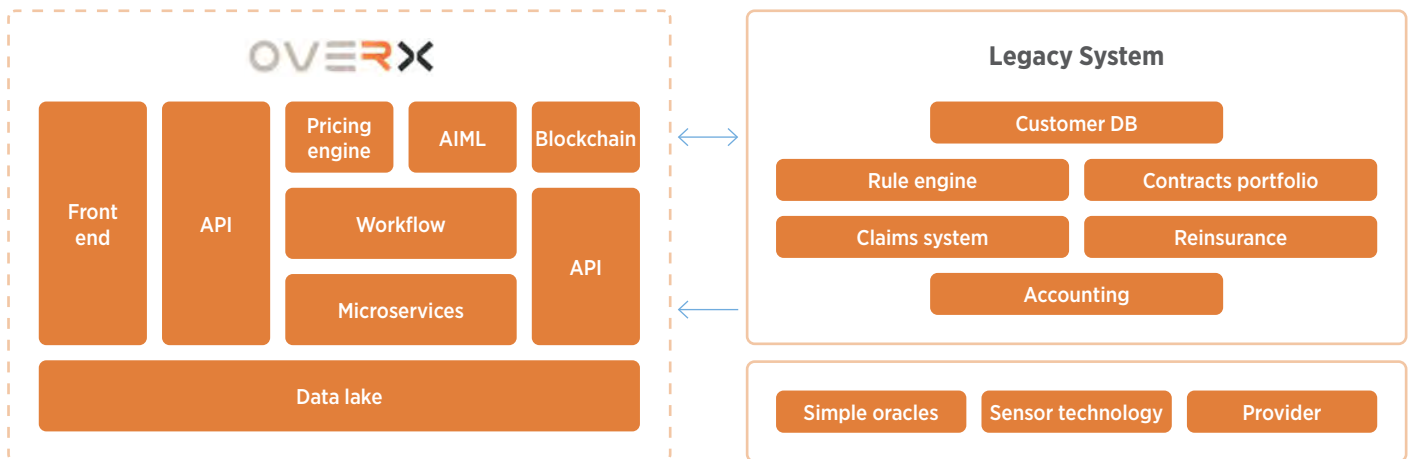 OVERX
Front
end
API
Pricing
engine
AIML
Blockchain
Workflow
API
Microservices
Data lake
Legacy System
Customer DB
Rule engine
Contracts portfolio
Claims system
Reinsurance
Accounting
Simple oracles
Sensor technology
Provider